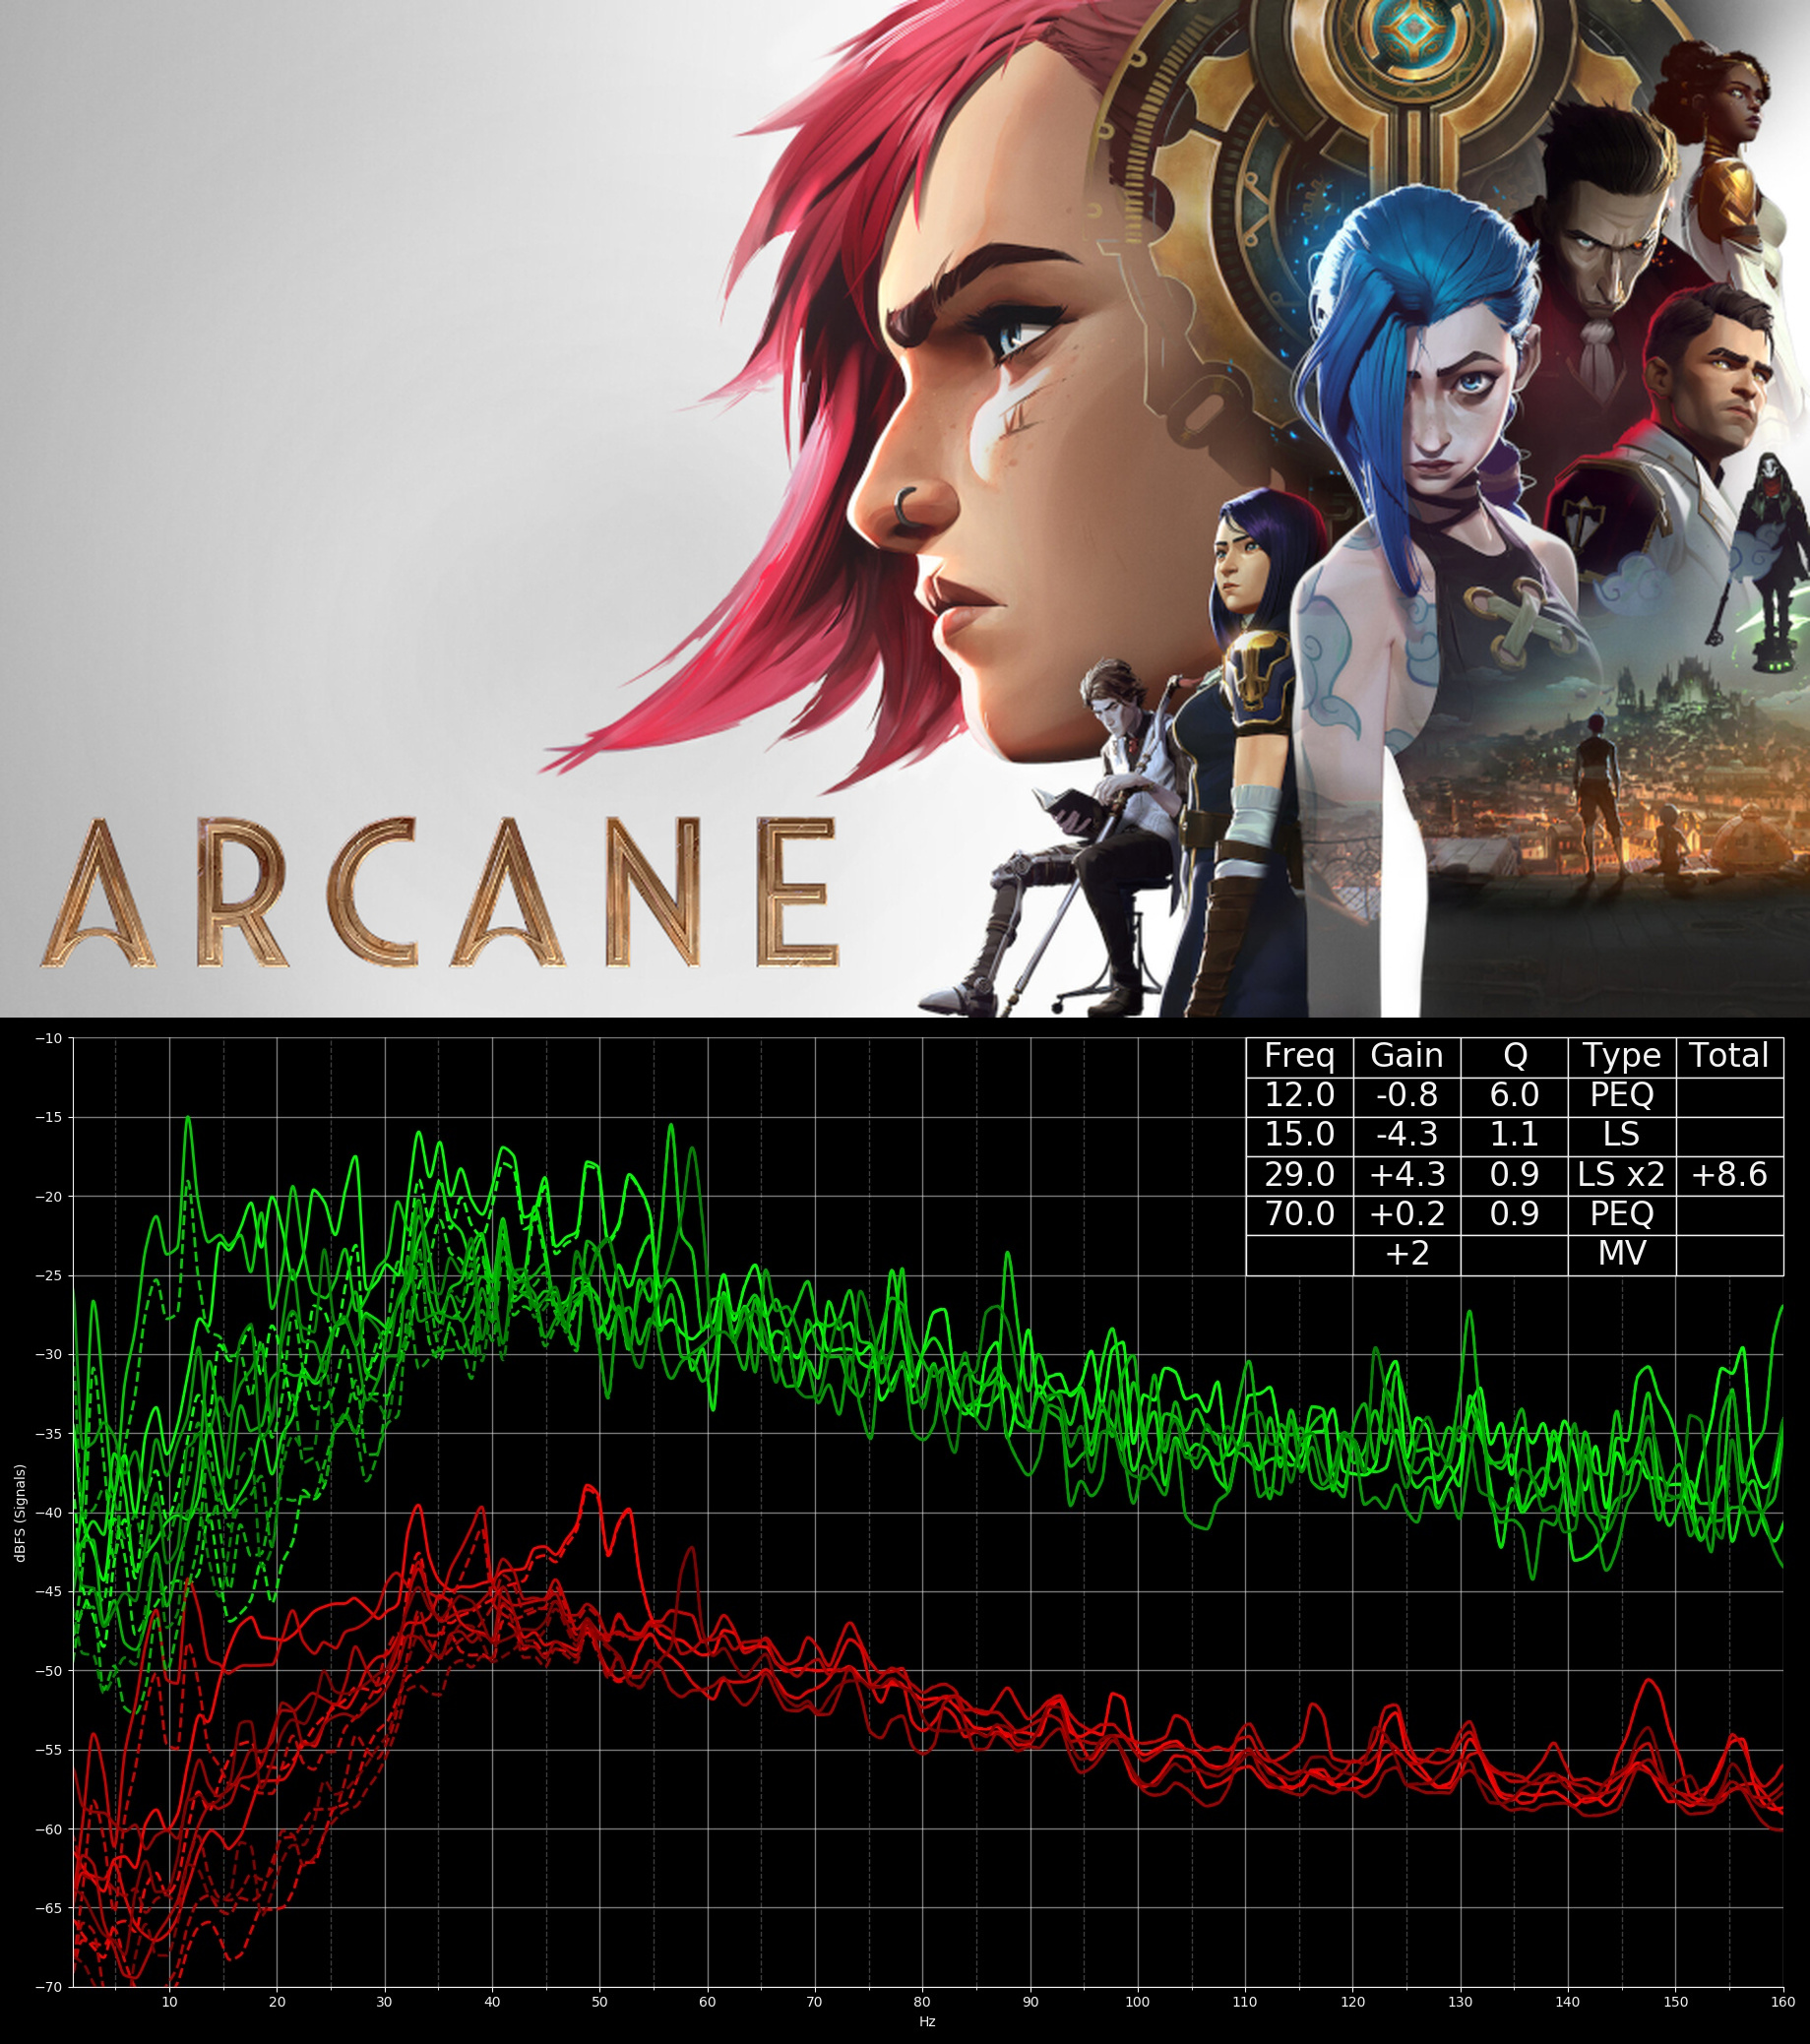 ARCANE
Freq Gain Q Type Total
12.0 -0.8 6.0 PEQ
15.0 -4.3 1.1 LS
29.0 +4.3 0.9 LS x2 +8.6
70.0 +0.2 0.9 PEQ
+2 MV
−10
−15
−20
−25
−30
−35
−40
−45
−50
−55
−60
−65
−70
dBFS (Signals)
10 20 30 40 50 60 70 80 90 100 110 120 130 140 150 160
Hz